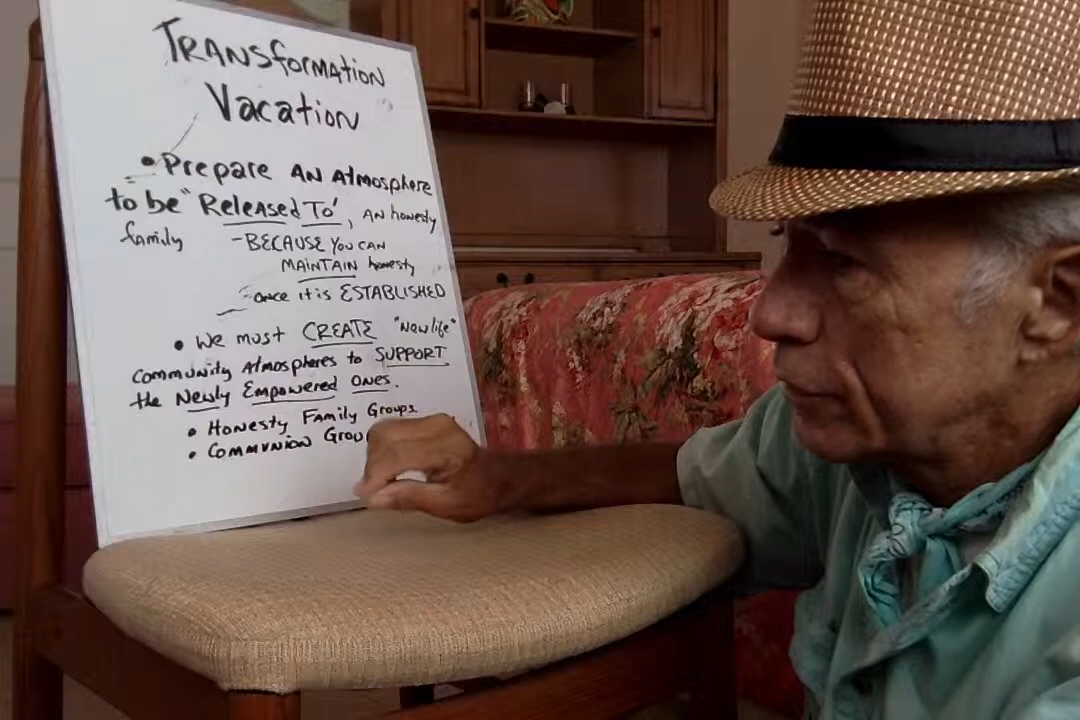 TRANSformATION
Vacation
• Prepare AN Atmosphere
to be "Released To', AN honesty
family - BECAUSE YOU CAN
MAINTAIN honesty
once it is ESTABLISHED
• We must CREATE "New life"
Community Atmospheres to SUPPORT
the Newly Empowered Ones.
• Honesty Family Groups.
• Communion Grou